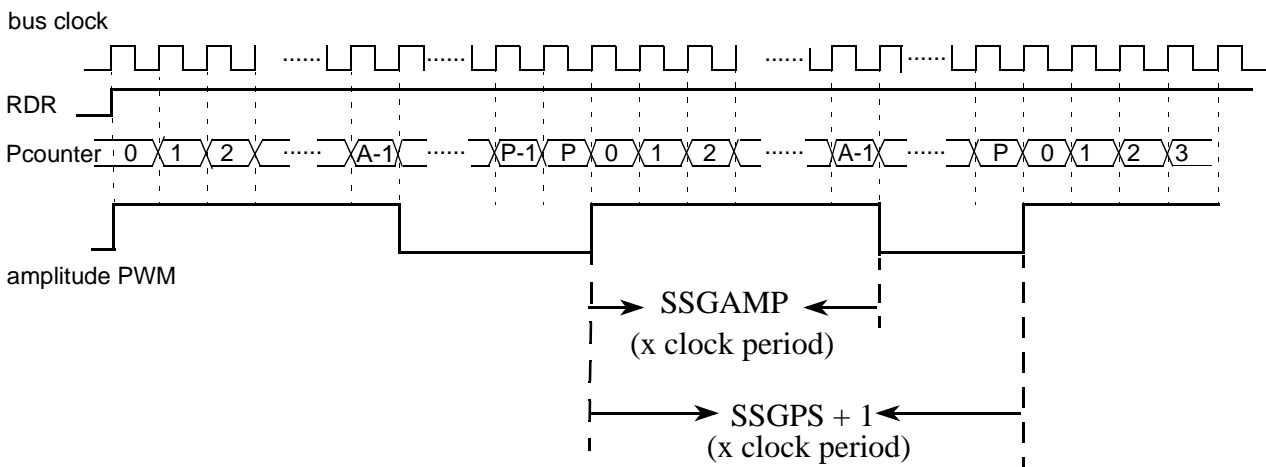 bus clock
...... ...... ...... ......
RDR
Pcounter 0 1 2 ...... A-1 ...... P-1 P 0 1 2 ...... A-1 ...... P 0 1 2 3
amplitude PWM
SSGAMP
(x clock period)
SSGPS + 1
(x clock period)